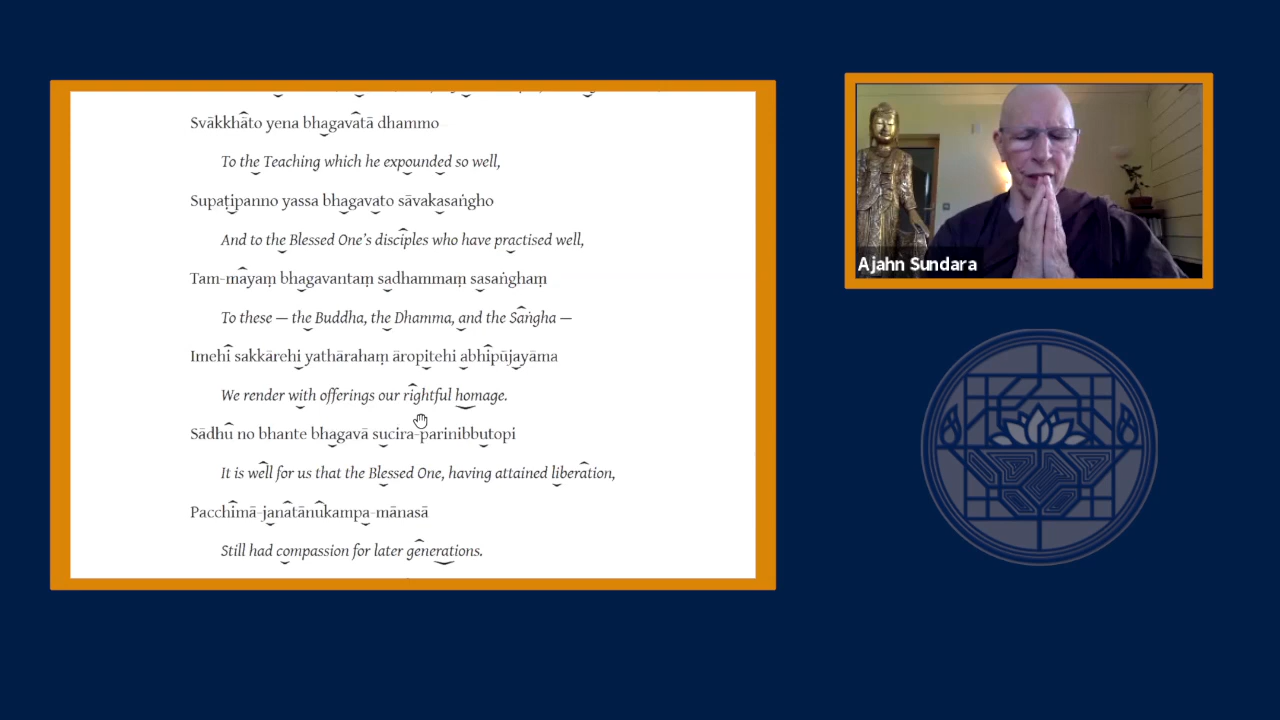 Svākkhāto yena bhagavatā dhammo
To the Teaching which he expounded so well,
Supaṭipanno yassa bhagavato sāvakasaṅgho
And to the Blessed One’s disciples who have practised well,
Tam-māyaṃ bhagavantaṃ sadhammaṃ sasaṅghaṃ
To these — the Buddha, the Dhamma, and the Saṅgha —
Imehi sakkārehi yathārahaṃ āropitehi abhipūjayāma
We render with offerings our rightful homage.
Sādhu no bhante bhagavā sucira-parinibbutopi
It is well for us that the Blessed One, having attained liberation,
Pacchimā-janatānukampa-mānasā
Still had compassion for later generations.
Ajahn Sundara